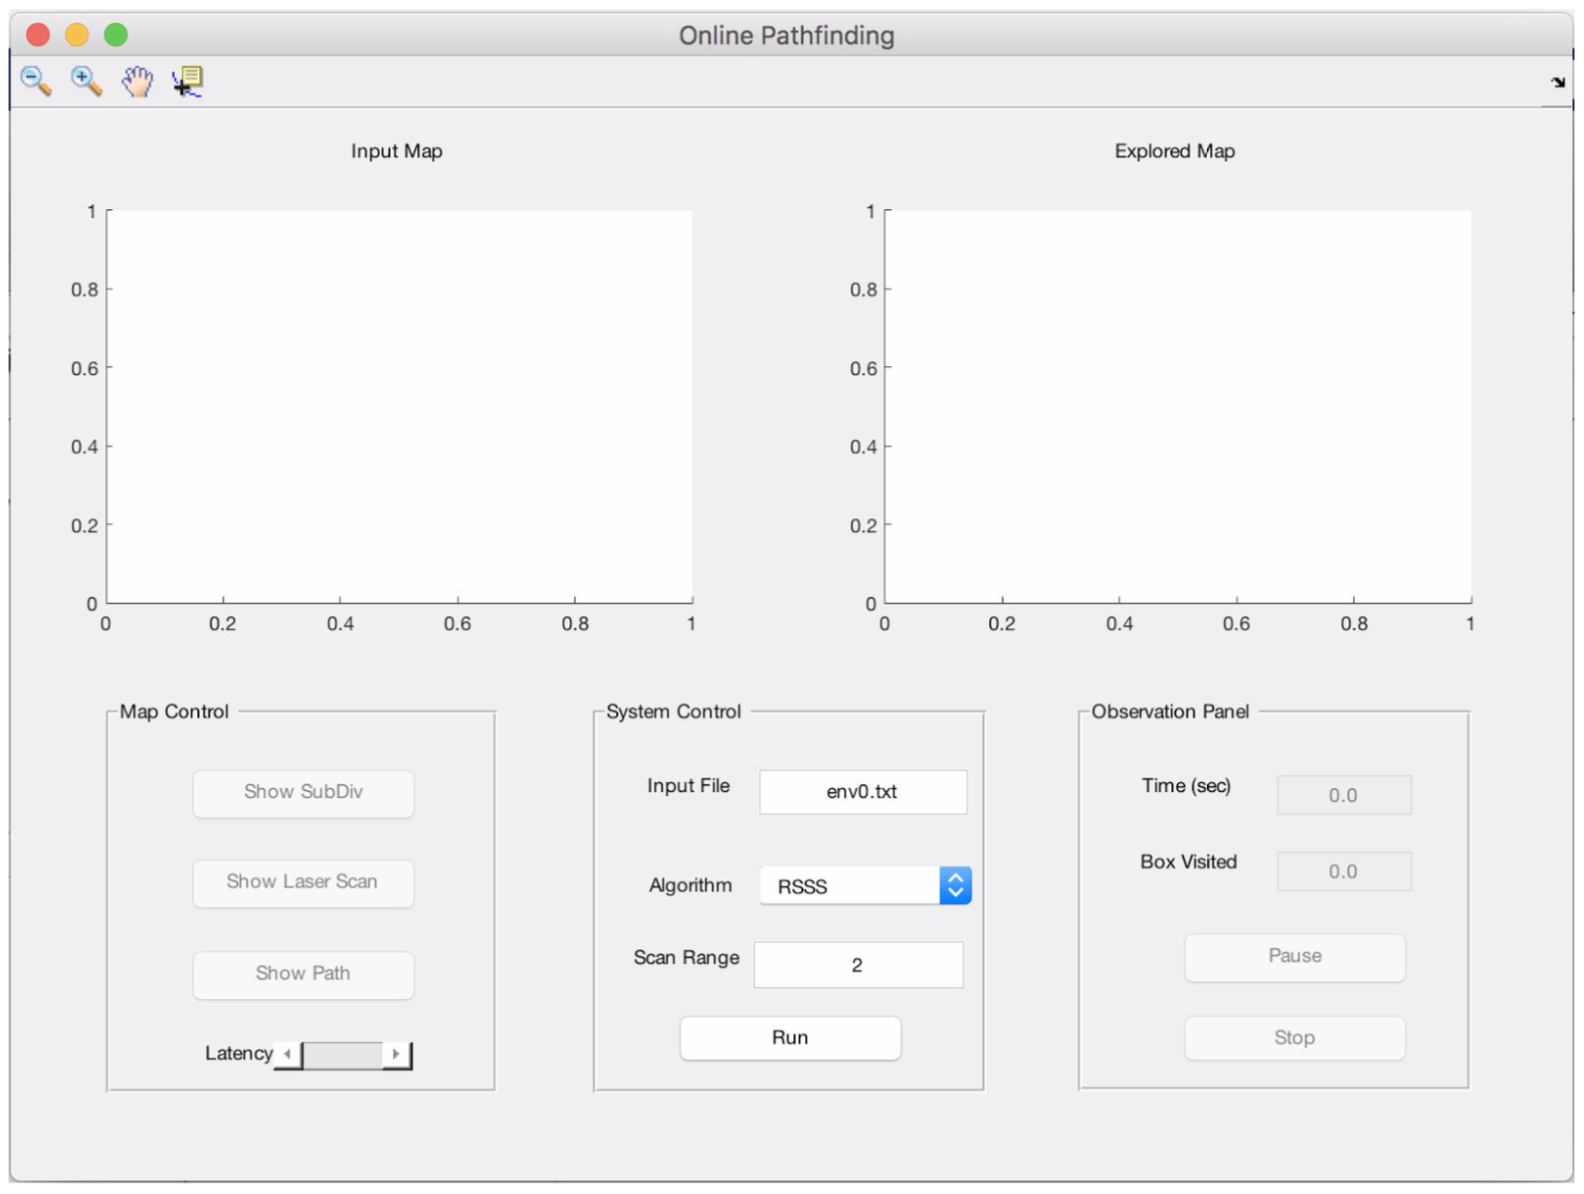 Online Pathfinding
Input Map
Explored Map
1
0.8
0.6
0.4
0.2
0
0 0.2 0.4 0.6 0.8 1
1
0.8
0.6
0.4
0.2
0
0 0.2 0.4 0.6 0.8 1
Map Control
Show SubDiv
Show Laser Scan
Show Path
Latency
System Control
Input File env0.txt
Algorithm RSSS
Scan Range 2
Run
Observation Panel
Time (sec) 0.0
Box Visited 0.0
Pause
Stop